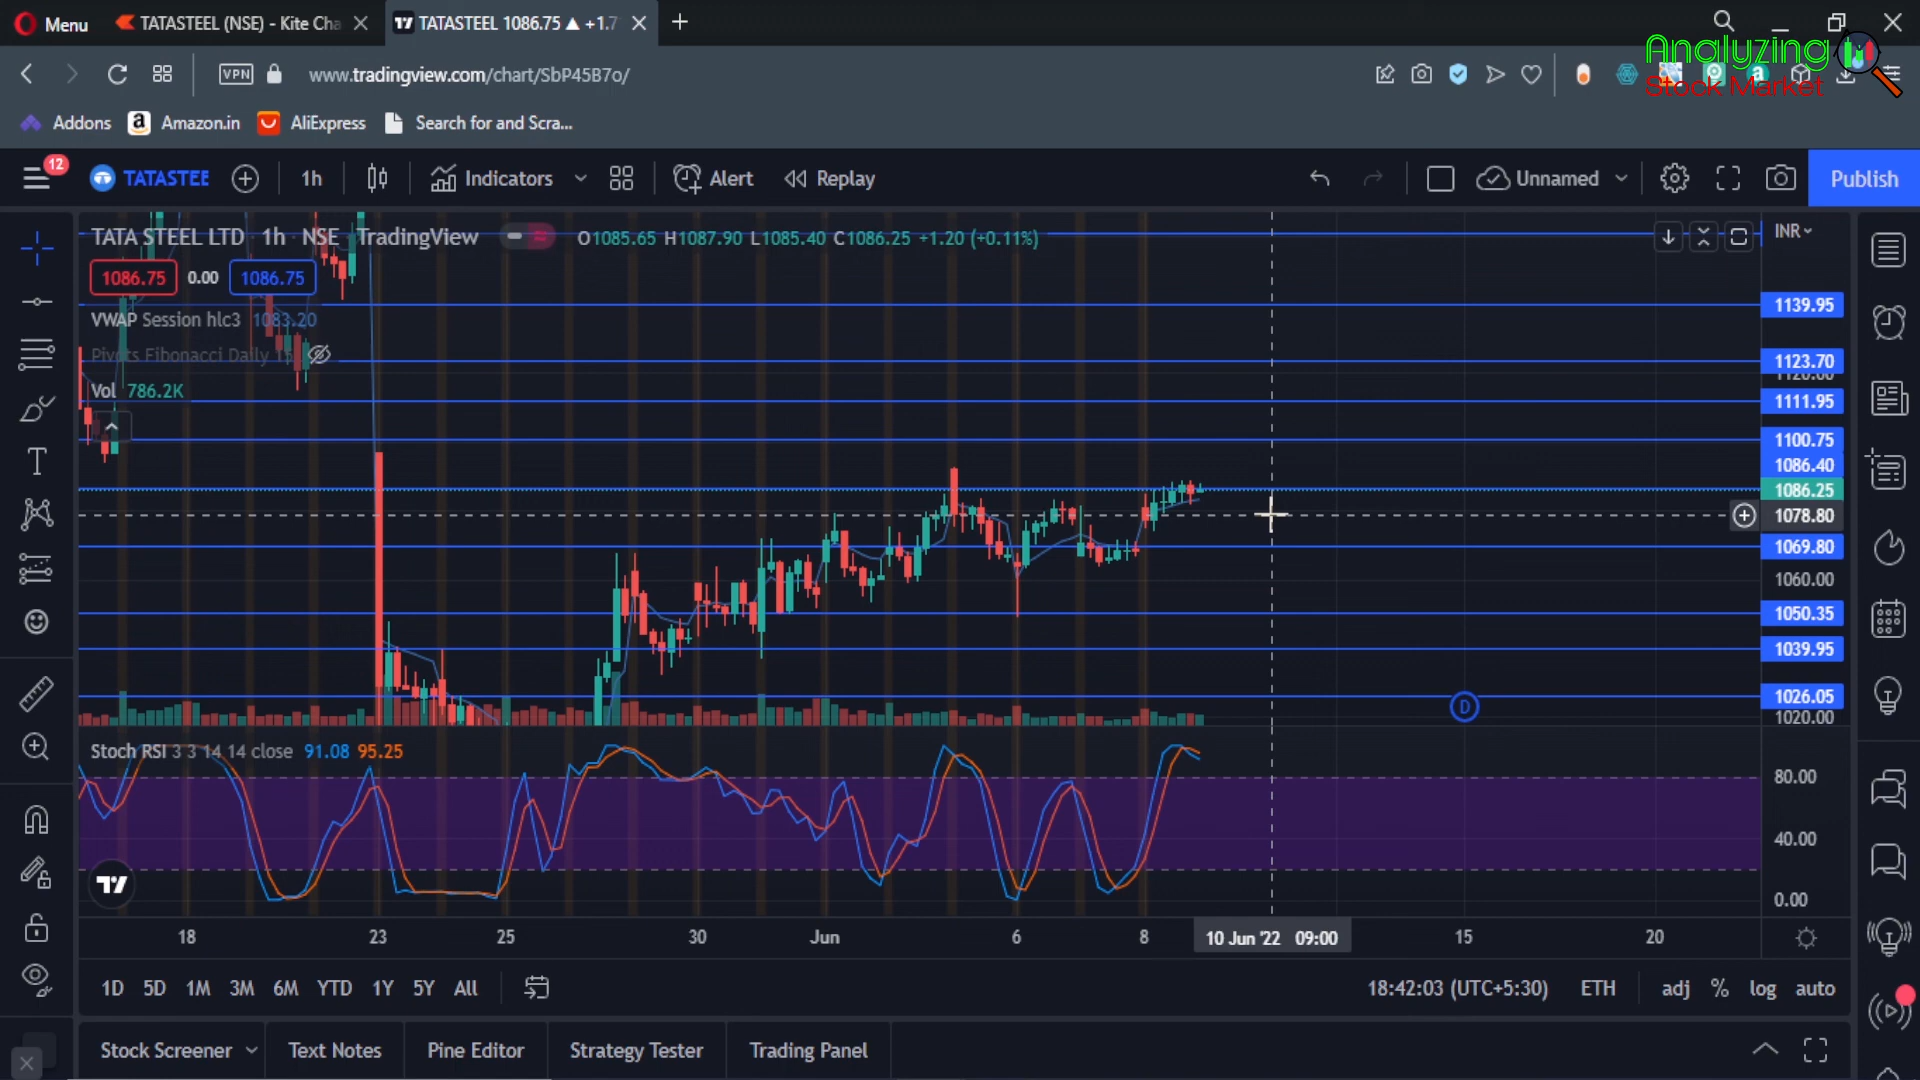 Menu
TATASTEEL (NSE) - Kite Cha
TATASTEEL 1086.75 ▲ +1.7
Analyzing
Stock Market
VPN
www.tradingview.com/chart/SbP45B7o/
Addons
Amazon.in
AliExpress
Search for and Scra...
12
TATASTEE
1h
Indicators
Alert
Replay
Unnamed
Publish
TATA STEEL LTD 1h NSE TradingView
O1085.65 H1087.90 L1085.40 C1086.25 +1.20 (+0.11%)
INR
1086.75 0.00 1086.75
VWAP Session hlc3 1083.20
Pivots Fibonacci Daily 15
Vol 786.2K
1139.95
1123.70
1120.00
1111.95
1100.75
1086.40
1086.25
1078.80
1069.80
1060.00
1050.35
1039.95
1026.05
1020.00
D
Stoch RSI 3 3 14 14 close 91.08 95.25
80.00
40.00
0.00
18 23 25 30 Jun 6 8 10 Jun '22 09:00 15 20
1D 5D 1M 3M 6M YTD 1Y 5Y All
18:42:03 (UTC+5:30) ETH adj % log auto
Stock Screener Text Notes Pine Editor Strategy Tester Trading Panel